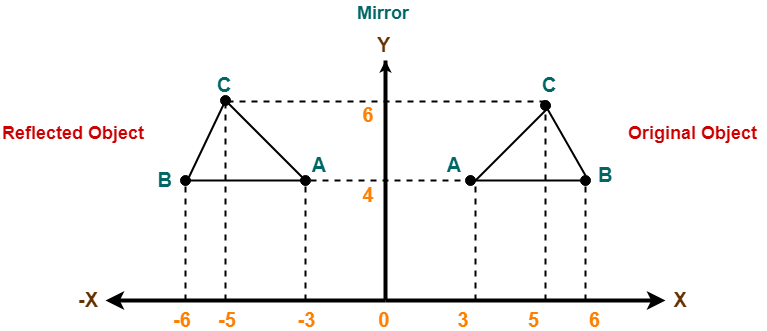 Mirror
Y
C
C
6
Reflected Object
Original Object
B
A
A
B
4
-X
X
-6 -5 -3 0 3 5 6